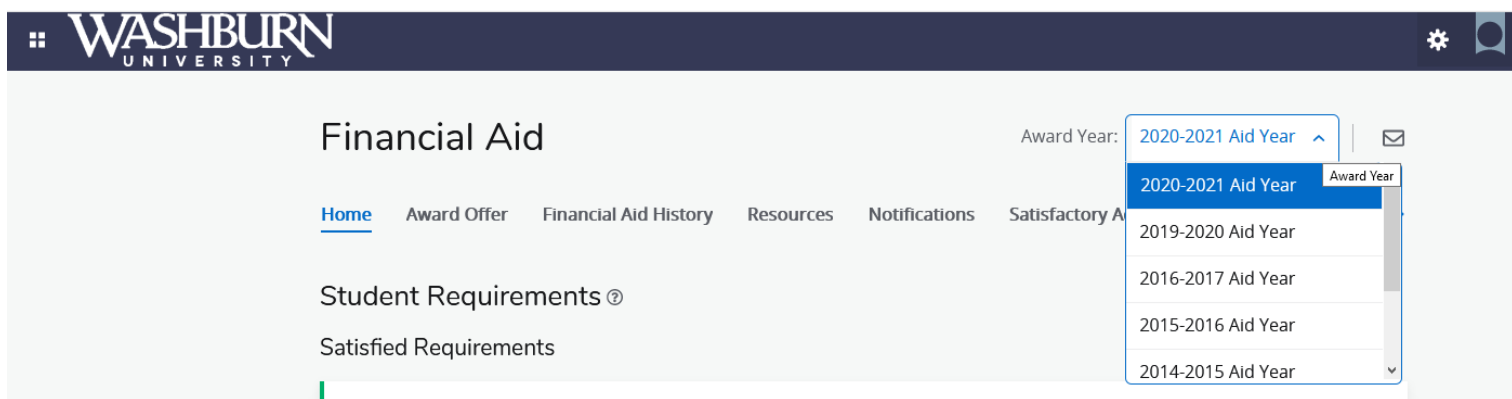 WASHBURN
UNIVERSITY
Financial Aid
Award Year: 2020-2021 Aid Year
Award Year
2020-2021 Aid Year
2019-2020 Aid Year
2016-2017 Aid Year
2015-2016 Aid Year
2014-2015 Aid Year
Home Award Offer Financial Aid History Resources Notifications Satisfactory A
Student Requirements
Satisfied Requirements